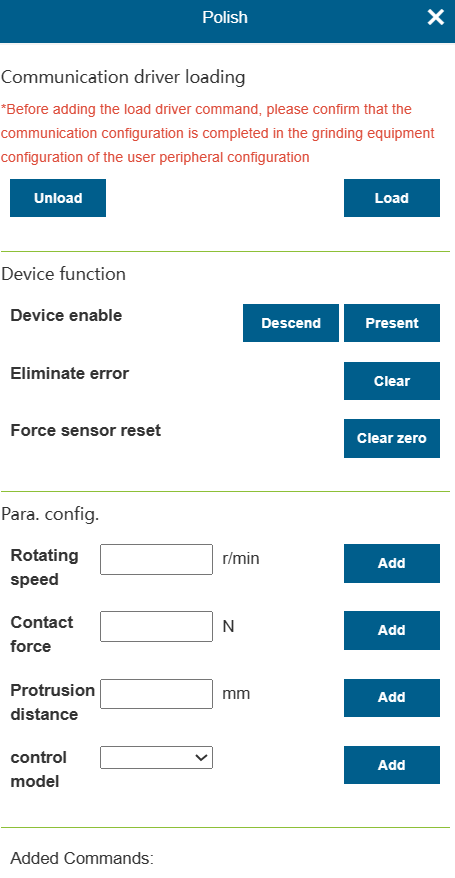 Polish
Communication driver loading
*Before adding the load driver command, please confirm that the
communication configuration is completed in the grinding equipment
configuration of the user peripheral configuration
Unload
Load
Device function
Device enable
Descend
Present
Eliminate error
Clear
Force sensor reset
Clear zero
Para. config.
Rotating
speed
r/min
Add
Contact
force
N
Add
Protrusion
distance
mm
Add
control
model
Add
Added Commands: